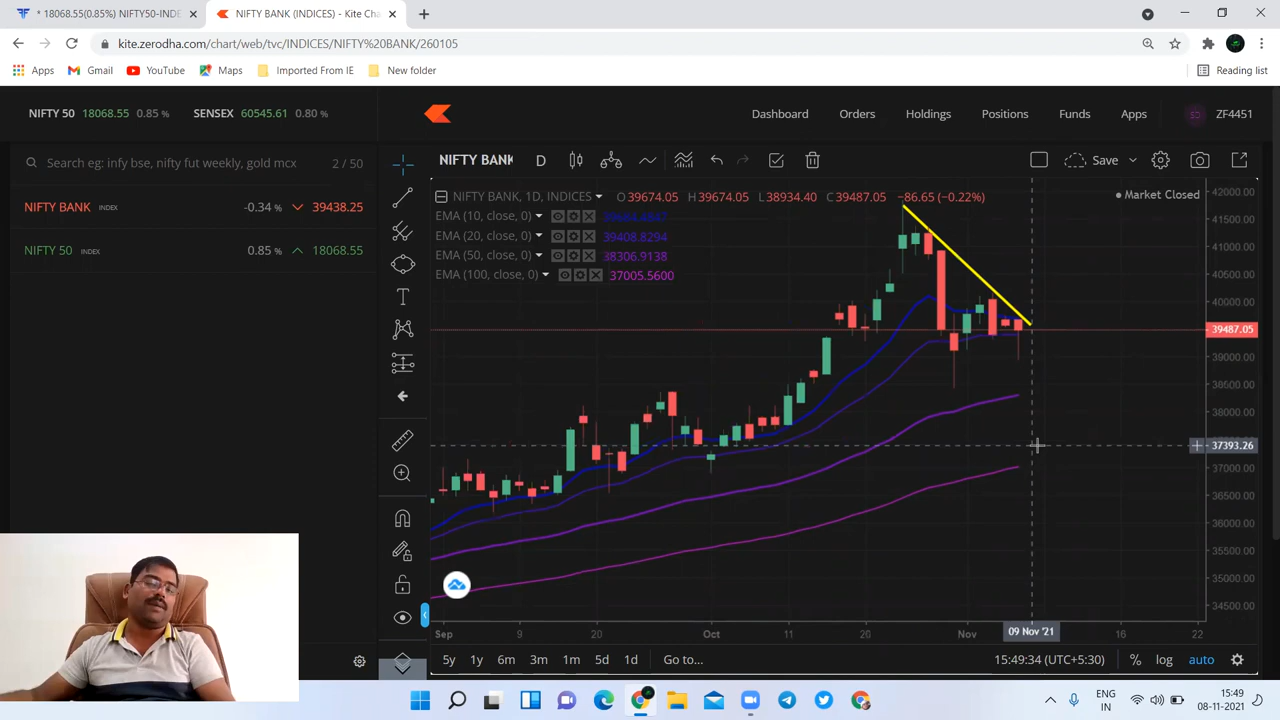 * 18068.55(0.85%) NIFTY50-INDE
NIFTY BANK (INDICES) - Kite Cha
kite.zerodha.com/chart/web/tvc/INDICES/NIFTY%20BANK/260105
Apps
Gmail
YouTube
Maps
Imported From IE
New folder
Reading list
NIFTY 50 18068.55 0.85 %
SENSEX 60545.61 0.80 %
Dashboard
Orders
Holdings
Positions
Funds
Apps
ZF4451
Search eg: infy bse, nifty fut weekly, gold mcx
2 / 50
NIFTY BANK INDEX -0.34 % 39438.25
NIFTY 50 INDEX 0.85 % 18068.55
NIFTY BANK
D
Save
NIFTY BANK, 1D, INDICES O39674.05 H39674.05 L38934.40 C39487.05 −86.65 (−0.22%)
Market Closed
EMA (10, close, 0)
EMA (20, close, 0) 39408.8294
EMA (50, close, 0) 38306.9138
EMA (100, close, 0) 37005.5600
42000.00
41500.00
41000.00
40500.00
40000.00
39487.05
39000.00
38500.00
38000.00
37393.26
37000.00
36500.00
36000.00
35500.00
35000.00
34500.00
Sep
9
20
Oct
11
20
Nov
09 Nov '21
16
22
5y
1y
6m
3m
1m
5d
1d
Go to...
15:49:34 (UTC+5:30)
%
log
auto
ENG
IN
15:49
08-11-2021